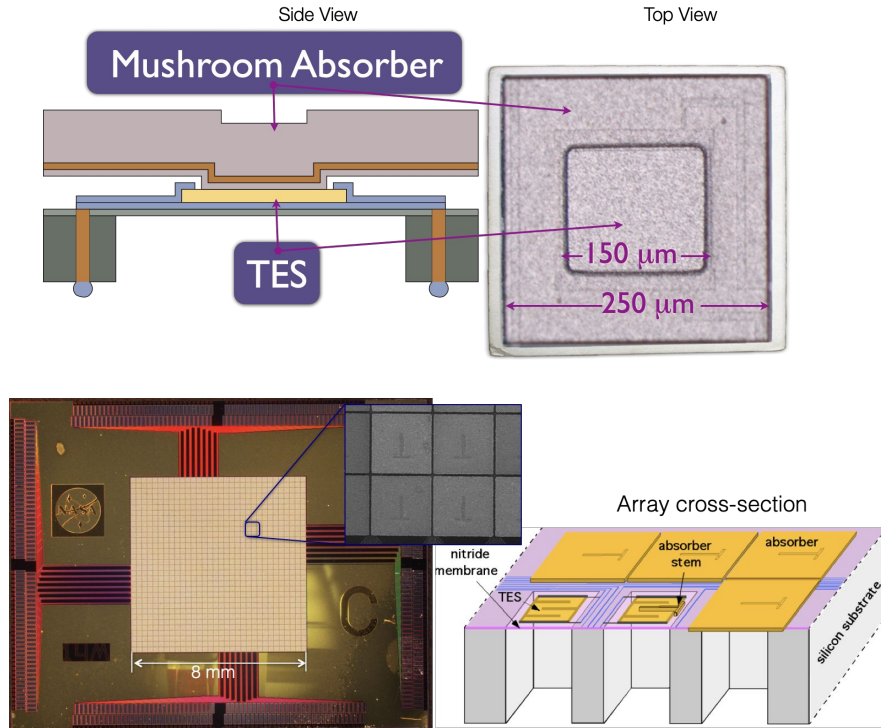 Side View
Top View
Mushroom Absorber
TES
150 μm
250 μm
NASA
8 mm
Array cross-section
nitride
membrane
absorber
stem
absorber
TES
silicon substrate